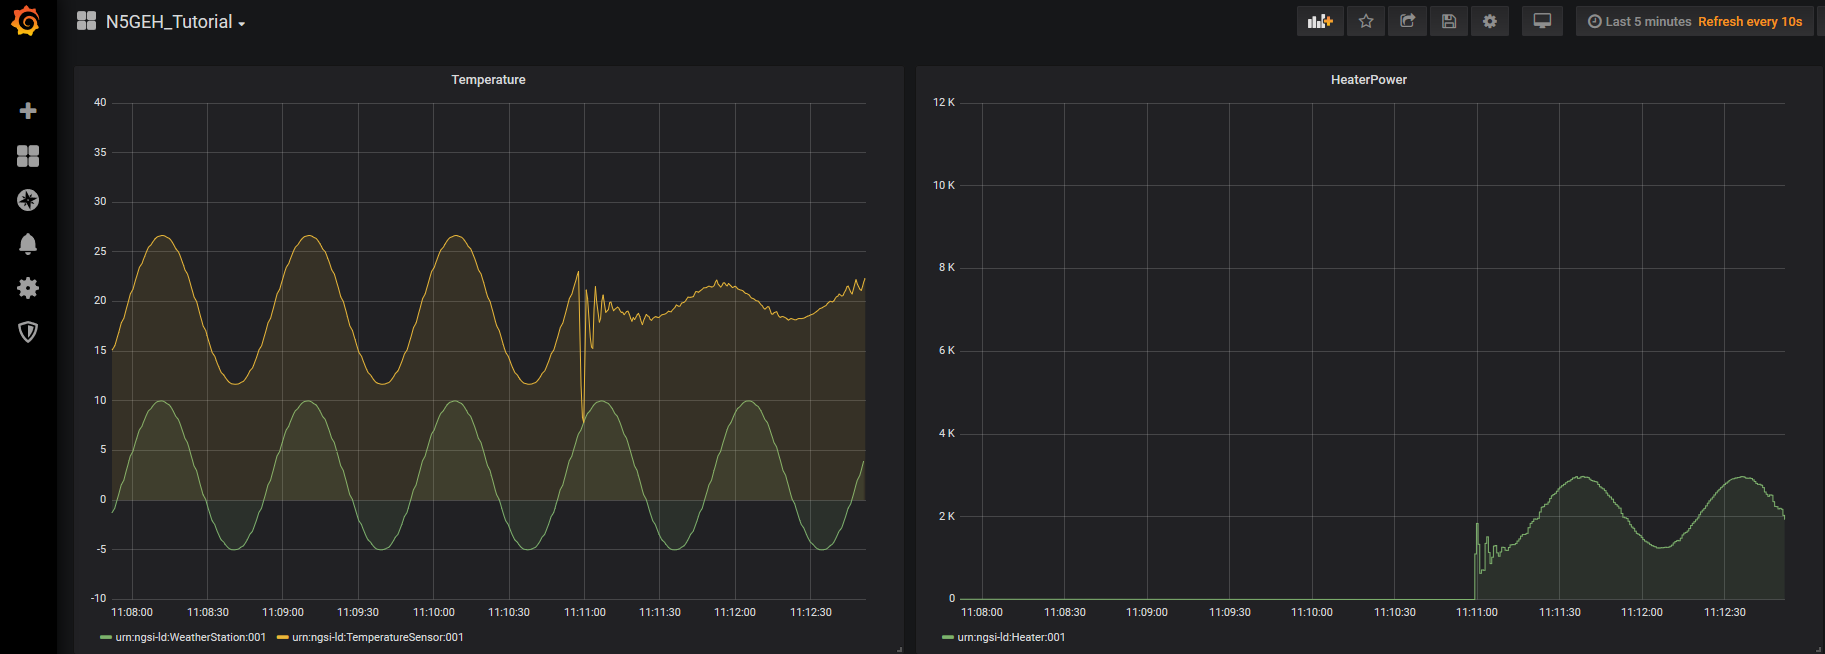 N5GEH_Tutorial
Last 5 minutes Refresh every 10s
Temperature
40
35
30
25
20
15
10
5
0
-5
-10
11:08:00 11:08:30 11:09:00 11:09:30 11:10:00 11:10:30 11:11:00 11:11:30 11:12:00 11:12:30
urn:ngsi-ld:WeatherStation:001 urn:ngsi-ld:TemperatureSensor:001
HeaterPower
12 K
10 K
8 K
6 K
4 K
2 K
0
11:08:00 11:08:30 11:09:00 11:09:30 11:10:00 11:10:30 11:11:00 11:11:30 11:12:00 11:12:30
urn:ngsi-ld:Heater:001